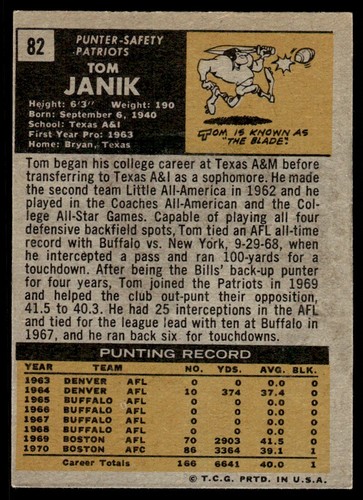 82
PUNTER-SAFETY
PATRIOTS
TOM
JANIK
Height: 6'3" Weight: 190
Born: September 6, 1940
School: Texas A&I
First Year Pro: 1963
Home: Bryan, Texas
TOM IS KNOWN AS
"THE BLADE".
Tom began his college career at Texas A&M before
transferring to Texas A&I as a sophomore. He made
the second team Little All-America in 1962 and he
played in the Coaches All-American and the Col-
lege All-Star Games. Capable of playing all four
defensive backfield spots, Tom tied an AFL all-time
record with Buffalo vs. New York, 9-29-68, when
he intercepted a pass and ran 100-yards for a
touchdown. After being the Bills' back-up punter
for four years, Tom joined the Patriots in 1969
and helped the club out-punt their opposition,
41.5 to 40.3. He had 25 interceptions in the AFL
and tied for the league lead with ten at Buffalo in
1967, and he ran back six for touchdowns.
PUNTING RECORD
YEAR TEAM NO. YDS. AVG. BLK.
1963 DENVER AFL 0 0 0.0 0
1964 DENVER AFL 10 374 37.4 0
1965 BUFFALO AFL 0 0 0.0 0
1966 BUFFALO AFL 0 0 0.0 0
1967 BUFFALO AFL 0 0 0.0 0
1968 BUFFALO AFL 0 0 0.0 0
1969 BOSTON AFL 70 2903 41.5 0
1970 BOSTON AFC 86 3364 39.1 1
Career Totals 166 6641 40.0 1
© T.C.G. PRTD. IN U.S.A.